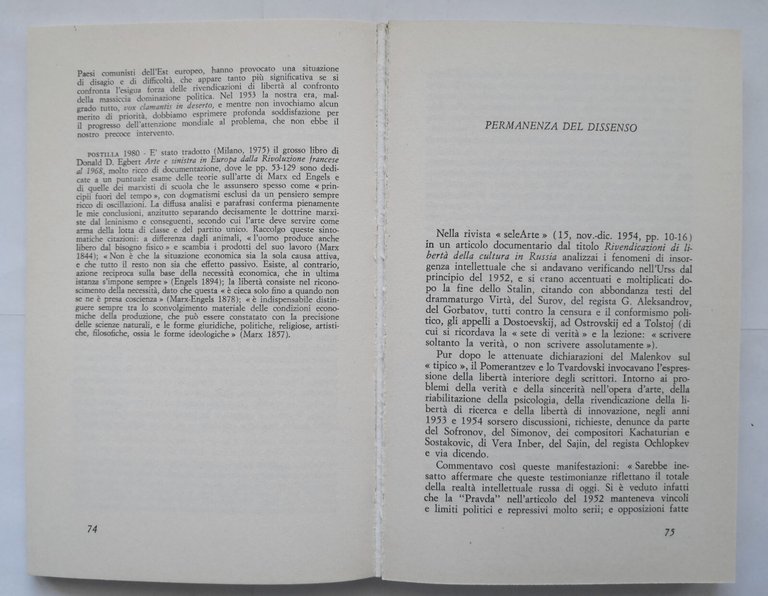 Paesi comunisti dell'Est europeo, hanno provocato una situazione
di disagio e di difficoltà, che appare tanto più significativa se si
confronta l'esigua forza delle rivendicazioni di libertà al confronto
della massiccia dominazione politica. Nel 1953 la nostra era, mal-
grado tutto, vox clamantis in deserto, e mentre non invochiamo alcun
merito di priorità, dobbiamo esprimere profonda soddisfazione per
il progresso dell'attenzione mondiale al problema, che non ebbe il
nostro precoce intervento.
POSTILLA 1980 - E' stato tradotto (Milano, 1975) il grosso libro di
Donald D. Egbert Arte e sinistra in Europa dalla Rivoluzione francese
al 1968, molto ricco di documentazione, dove le pp. 53-129 sono dedi-
cate a un puntuale esame delle teorie sull'arte di Marx ed Engels e
di quelle dei marxisti di scuola che le assunsero spesso come « prin-
cipii fuori del tempo », con dogmatismi esclusi da un pensiero sempre
ricco di oscillazioni. La diffusa analisi e parafrasi conferma pienamente
le mie conclusioni, anzitutto separando decisamente le dottrine marxi-
ste dal leninismo e conseguenti, secondo cui l'arte deve servire come
arma della lotta di classe e del partito unico. Raccolgo queste sinto-
matiche citazioni: a differenza dagli animali, « l'uomo produce anche
libero dal bisogno fisico » e scambia i prodotti del suo lavoro (Marx
1844); « Non è che la situazione economica sia la sola causa attiva,
e che tutto il resto non sia che effetto passivo. Esiste, al contrario,
azione reciproca sulla base della necessità economica, che in ultima
istanza s'impone sempre » (Engels 1894); la libertà consiste nel ricono-
scimento della necessità, dato che questa « è cieca solo fino a quando non
se ne è presa coscienza » (Marx-Engels 1878); « è indispensabile distin-
guere sempre tra lo sconvolgimento materiale delle condizioni econo-
miche della produzione, che può essere constatato con la precisione
delle scienze naturali, e le forme giuridiche, politiche, religiose, artisti-
che, filosofiche, ossia le forme ideologiche » (Marx 1857).
74
PERMANENZA DEL DISSENSO
Nella rivista « seleArte » (15, nov.-dic. 1954, pp. 10-16)
in un articolo documentario dal titolo Rivendicazioni di li-
bertà della cultura in Russia analizzai i fenomeni di insor-
genza intellettuale che si andavano verificando nell'Urss dal
principio del 1952, e si erano accentuati e moltiplicati dopo
la fine dello Stalin, citando con abbondanza testi del
drammaturgo Virtà, del Surov, del regista G. Aleksandrov,
del Gorbatov, tutti contro la censura e il conformismo poli-
tico, gli appelli a Dostoevskij, ad Ostrovskij ed a Tolstoj (di
cui si ricordava la « sete di verità » e la lezione: « scrivere
soltanto la verità, o non scrivere assolutamente »).
Pur dopo le attenuate dichiarazioni del Malenkov sul
« tipico », il Pomerantzev e lo Tvardovski invocavano l'espres-
sione della libertà interiore degli scrittori. Intorno ai pro-
blemi della verità e della sincerità nell'opera d'arte, della
riabilitazione della psicologia, della rivendicazione della li-
bertà di ricerca e della libertà di innovazione, negli anni
1953 e 1954 sorsero discussioni, richieste, denunce da parte
del Sofronov, del Simonov, dei compositori Kachaturian e
Sostakovic, di Vera Inber, del Sajin, del regista Ochlopkev
e via dicendo.
Commentavo così queste manifestazioni: « Sarebbe ine-
satto affermare che queste testimonianze riflettano il totale
della realtà intellettuale russa di oggi. Si è veduto infatti
che la "Pravda" nell'articolo del 1952 manteneva vincoli
e limiti politici e repressivi molto serii; e opposizioni fatte
75